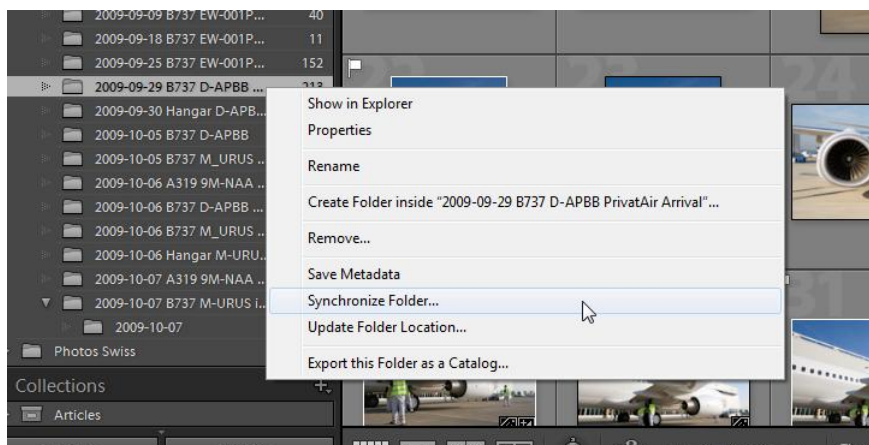 2009-09-09 B737 EW-001P... 40
2009-09-18 B737 EW-001P... 11
2009-09-25 B737 EW-001P... 152
2009-09-29 B737 D-APBB ... 213
2009-09-30 Hangar D-APB...
2009-10-05 B737 D-APBB
2009-10-05 B737 M_URUS ..
2009-10-06 A319 9M-NAA ..
2009-10-06 B737 D-APBB ...
2009-10-06 B737 M_URUS ..
2009-10-06 Hangar M-URU..
2009-10-07 A319 9M-NAA ..
2009-10-07 B737 M-URUS i...
2009-10-07
Photos Swiss
Collections
Articles
Show in Explorer
Properties
Rename
Create Folder inside "2009-09-29 B737 D-APBB PrivatAir Arrival"...
Remove...
Save Metadata
Synchronize Folder...
Update Folder Location...
Export this Folder as a Catalog...
22
23
24
31